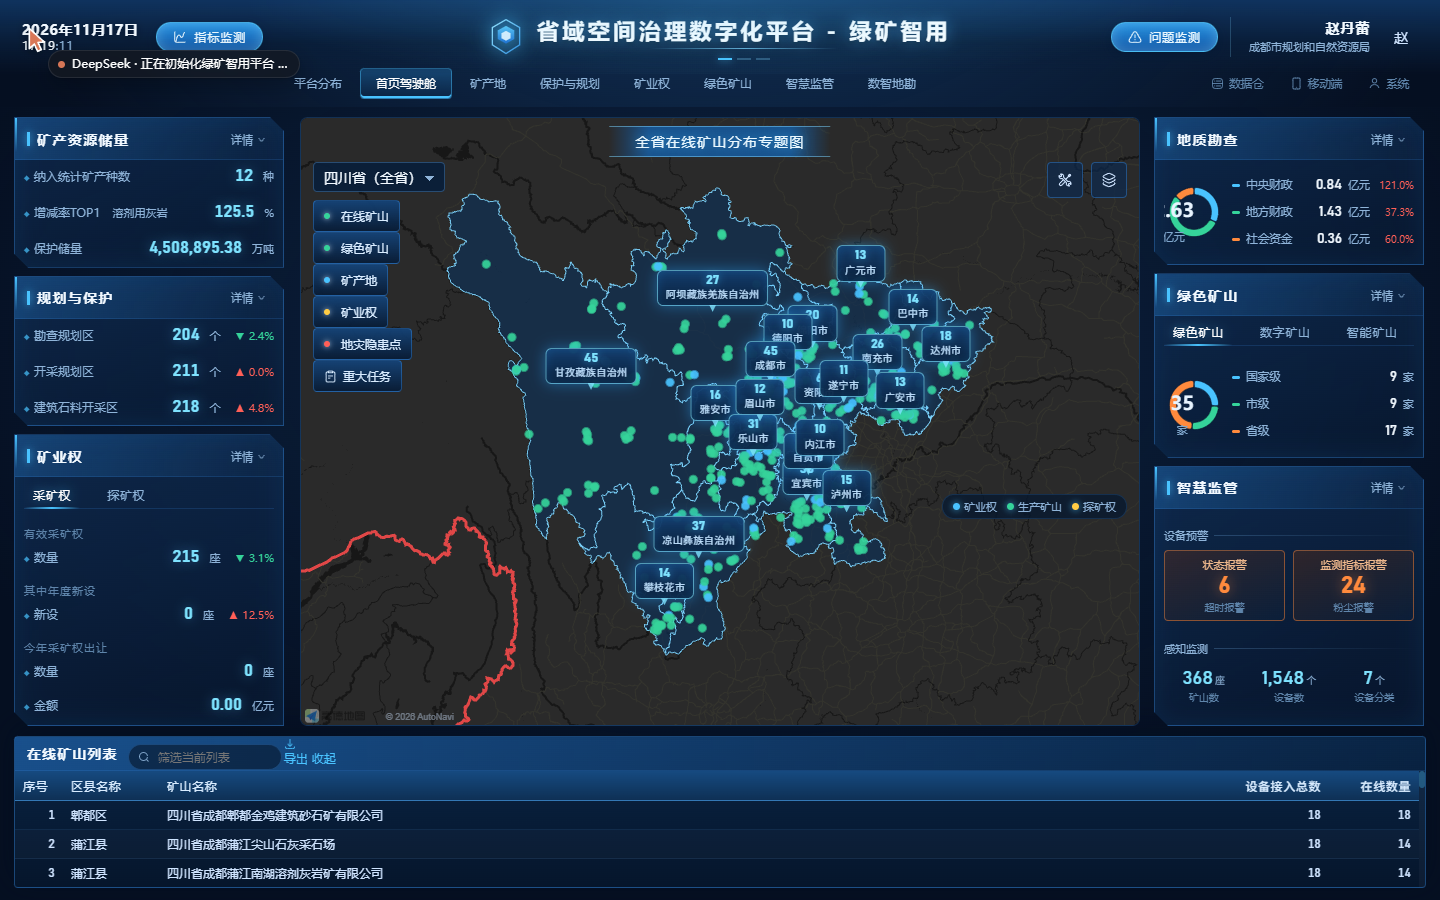 2026年11月17日
指标监测
省域空间治理数字化平台 - 绿矿智用
问题监测
赵丹蕾
成都市规划和自然资源局
赵
DeepSeek · 正在初始化绿矿智用平台 ...
平台分布
首页驾驶舱
矿产地
保护与规划
矿业权
绿色矿山
智慧监管
数智地勘
数据仓
移动端
系统
矿产资源储量
详情
纳入统计矿产种数 12 种
增减率TOP1 溶剂用灰岩 125.5 %
保护储量 4,508,895.38 万吨
规划与保护
详情
勘查规划区 204 个 ▼ 2.4%
开采规划区 211 个 ▲ 0.0%
建筑石料开采区 218 个 ▲ 4.8%
矿业权
详情
采矿权 探矿权
有效采矿权
数量 215 座 ▼ 3.1%
其中年度新设
新设 0 座 ▲ 12.5%
今年采矿权出让
数量 0 座
金额 0.00 亿元
全省在线矿山分布专题图
四川省（全省）
在线矿山
绿色矿山
矿产地
矿业权
地灾隐患点
重大任务
13
广元市
27
阿坝藏族羌族自治州
14
巴中市
10
德阳市
18
达州市
26
南充市
45
成都市
45
甘孜藏族自治州
11
遂宁市
13
广安市
12
眉山市
16
雅安市
31
乐山市
10
内江市
自贡市
宜宾市
15
泸州市
37
凉山彝族自治州
14
攀枝花市
矿业权 生产矿山 探矿权
© 2026 AutoNavi
地质勘查
详情
.63
亿元
中央财政 0.84 亿元 121.0%
地方财政 1.43 亿元 37.3%
社会资金 0.36 亿元 60.0%
绿色矿山
详情
绿色矿山 数字矿山 智能矿山
35
家
国家级 9 家
市级 9 家
省级 17 家
智慧监管
详情
设备预警
状态报警
6
超时报警
监测指标报警
24
粉尘报警
感知监测
368 座
矿山数
1,548 个
设备数
7 个
设备分类
在线矿山列表
筛选当前列表
导出 收起
序号 区县名称 矿山名称 设备接入总数 在线数量
1 郫都区 四川省成都郫都金鸡建筑砂石矿有限公司 18 18
2 蒲江县 四川省成都蒲江尖山石灰采石场 18 14
3 蒲江县 四川省成都蒲江南湖溶剂灰岩矿有限公司 18 14